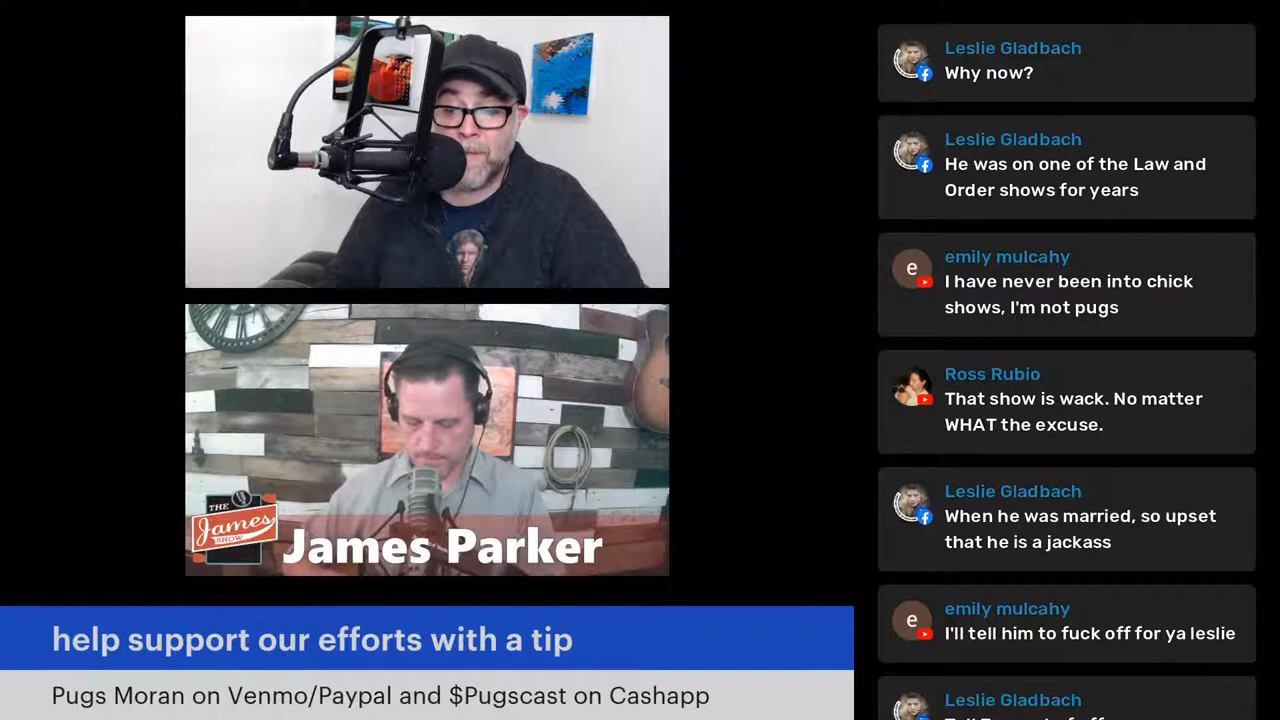 THE
James
SHOW
James Parker
help support our efforts with a tip
Pugs Moran on Venmo/Paypal and $Pugscast on Cashapp
Leslie Gladbach
Why now?
Leslie Gladbach
He was on one of the Law and
Order shows for years
e
emily mulcahy
I have never been into chick
shows, I'm not pugs
Ross Rubio
That show is wack. No matter
WHAT the excuse.
Leslie Gladbach
When he was married, so upset
that he is a jackass
e
emily mulcahy
I'll tell him to fuck off for ya leslie
Leslie Gladbach